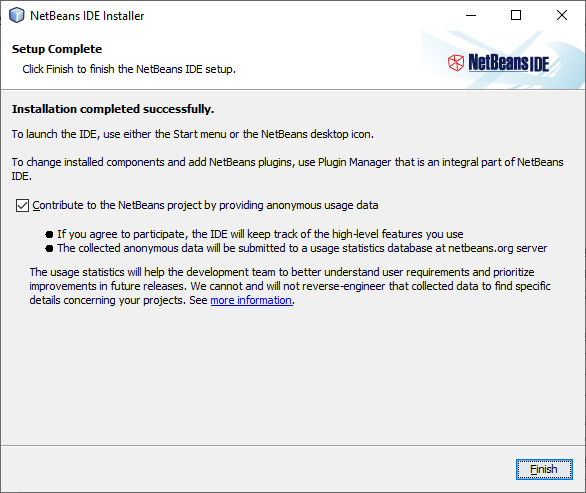 NetBeans IDE Installer
Setup Complete
Click Finish to finish the NetBeans IDE setup.
NetBeans IDE
Installation completed successfully.
To launch the IDE, use either the Start menu or the NetBeans desktop icon.
To change installed components and add NetBeans plugins, use Plugin Manager that is an integral part of NetBeans
IDE.
Contribute to the NetBeans project by providing anonymous usage data
● If you agree to participate, the IDE will keep track of the high-level features you use
● The collected anonymous data will be submitted to a usage statistics database at netbeans.org server
The usage statistics will help the development team to better understand user requirements and prioritize
improvements in future releases. We cannot and will not reverse-engineer that collected data to find specific
details concerning your projects. See more information.
Finish